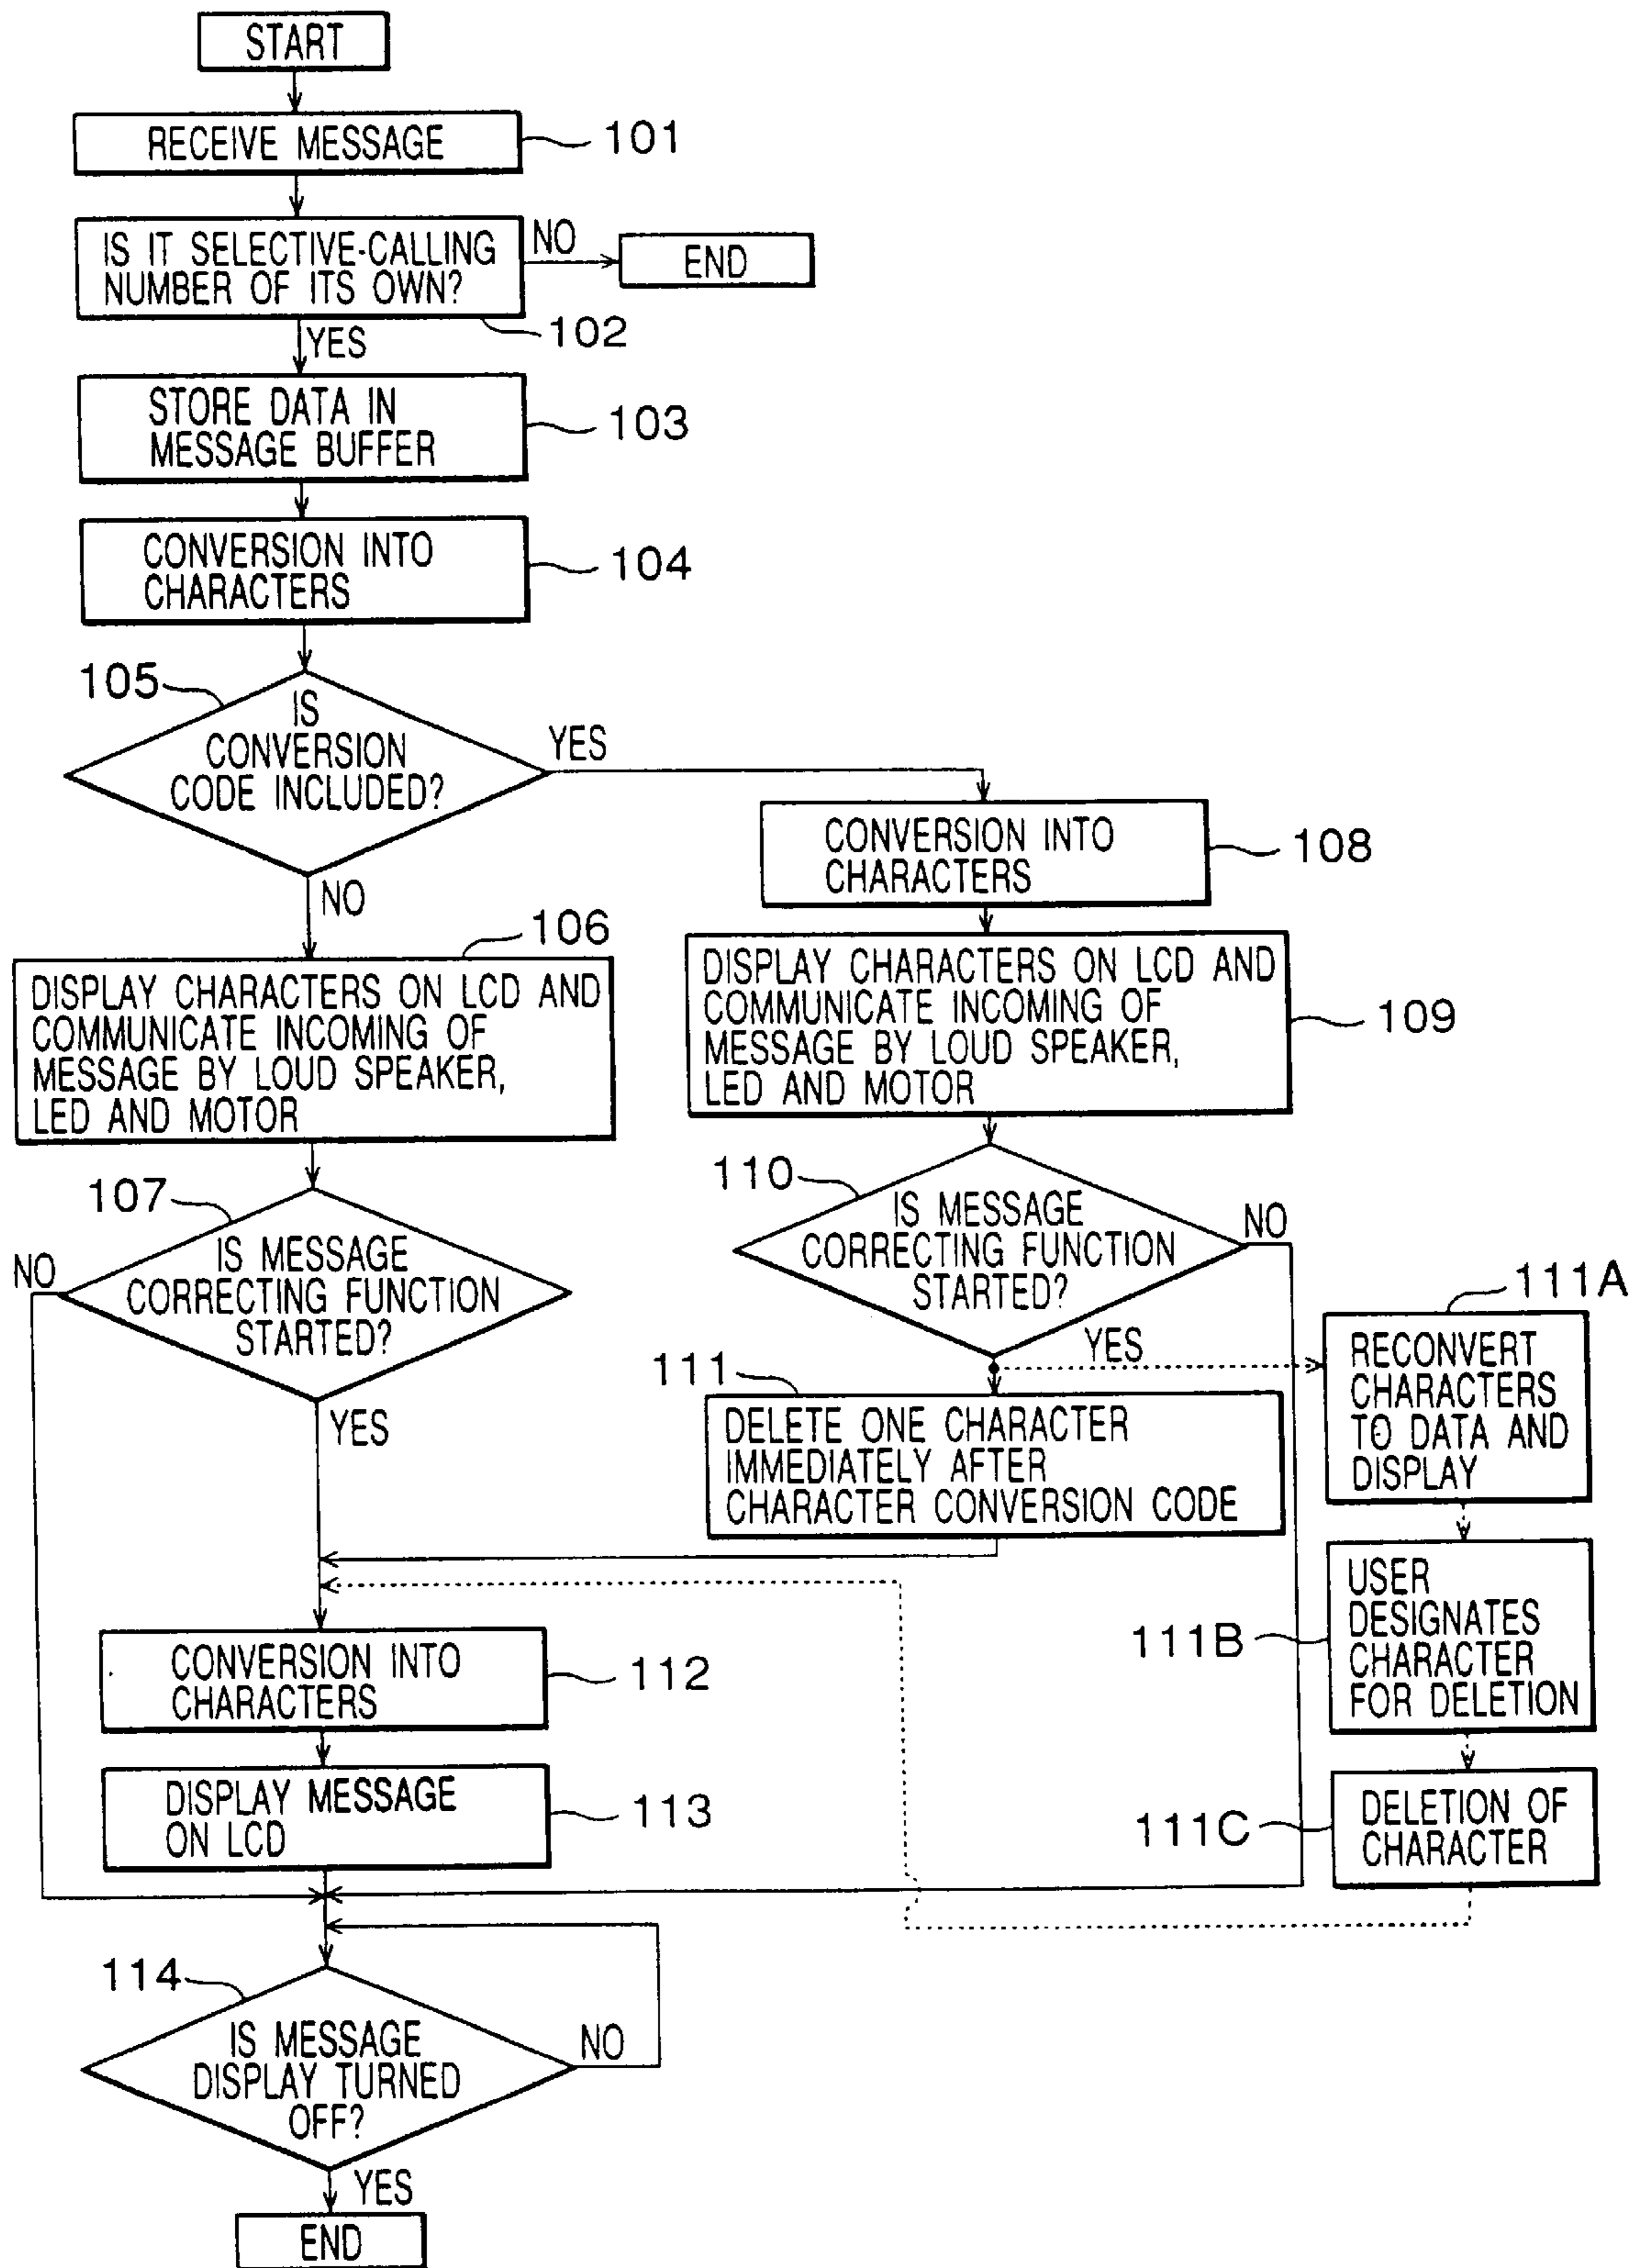 START
RECEIVE MESSAGE
101
IS IT SELECTIVE-CALLING
NUMBER OF ITS OWN?
NO
END
102
YES
STORE DATA IN
MESSAGE BUFFER
103
CONVERSION INTO
CHARACTERS
104
105
IS
CONVERSION
CODE INCLUDED?
YES
NO
CONVERSION INTO
CHARACTERS
108
106
DISPLAY CHARACTERS ON LCD AND
COMMUNICATE INCOMING OF
MESSAGE BY LOUD SPEAKER,
LED AND MOTOR
DISPLAY CHARACTERS ON LCD AND
COMMUNICATE INCOMING OF
MESSAGE BY LOUD SPEAKER,
LED AND MOTOR
109
107
IS MESSAGE
CORRECTING FUNCTION
STARTED?
NO
YES
110
IS MESSAGE
CORRECTING FUNCTION
STARTED?
NO
YES
111
DELETE ONE CHARACTER
IMMEDIATELY AFTER
CHARACTER CONVERSION CODE
111A
RECONVERT
CHARACTERS
TO DATA AND
DISPLAY
111B
USER
DESIGNATES
CHARACTER
FOR DELETION
111C
DELETION OF
CHARACTER
CONVERSION INTO
CHARACTERS
112
DISPLAY MESSAGE
ON LCD
113
114
IS MESSAGE
DISPLAY TURNED
OFF?
NO
YES
END